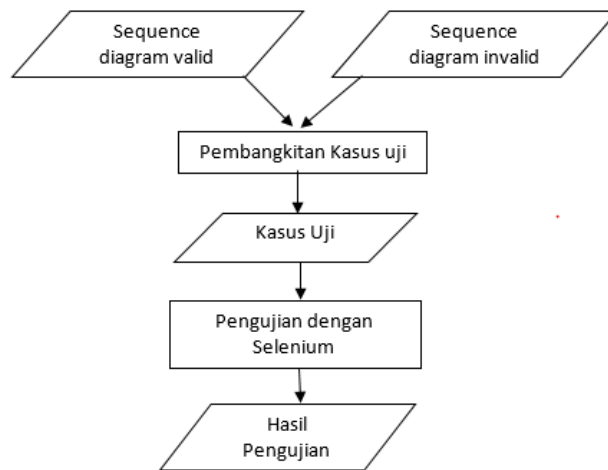 Sequence
diagram valid
Sequence
diagram invalid
Pembangkitan Kasus uji
Kasus Uji
Pengujian dengan
Selenium
Hasil
Pengujian